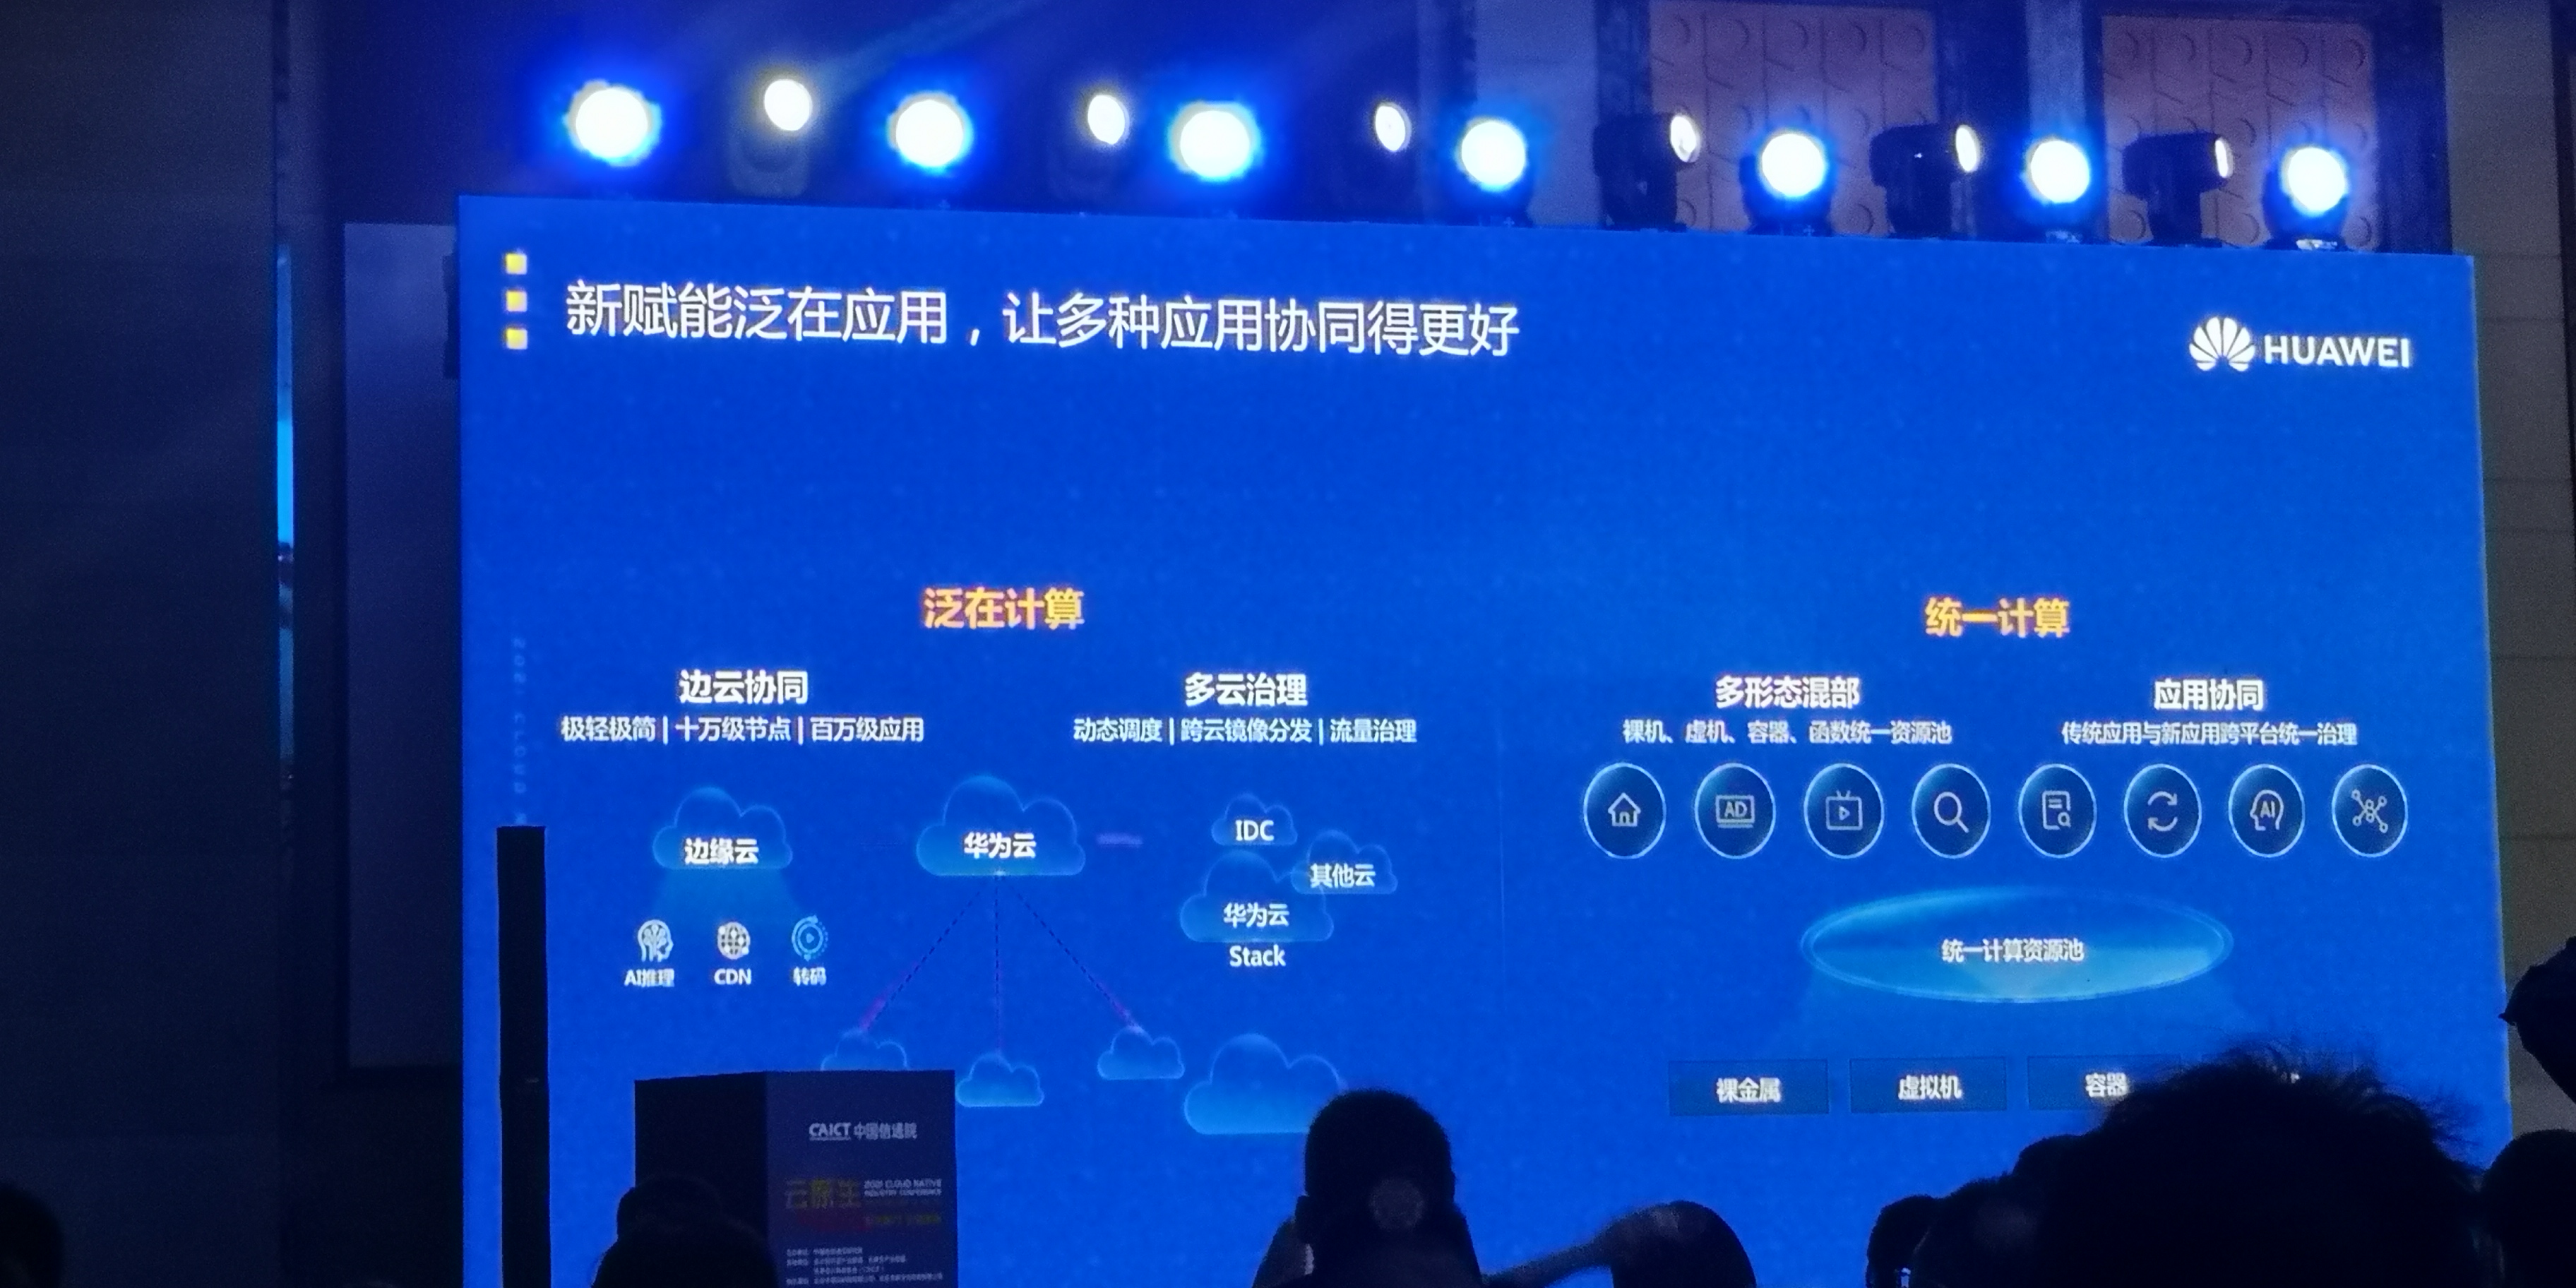 新赋能泛在应用，让多种应用协同得更好
HUAWEI
泛在计算
边云协同
极轻极简 | 十万级节点 | 百万级应用
多云治理
动态调度 | 跨云镜像分发 | 流量治理
边缘云
华为云
IDC
其他云
华为云
Stack
AI推理
CDN
转码
统一计算
多形态混部
裸机、虚机、容器、函数统一资源池
应用协同
传统应用与新应用跨平台统一治理
AD
AI
统一计算资源池
裸金属
虚拟机
容器
CAICT 中国信通院
云原生
2021 CLOUD NATIVE
INDUSTRY CONFERENCE